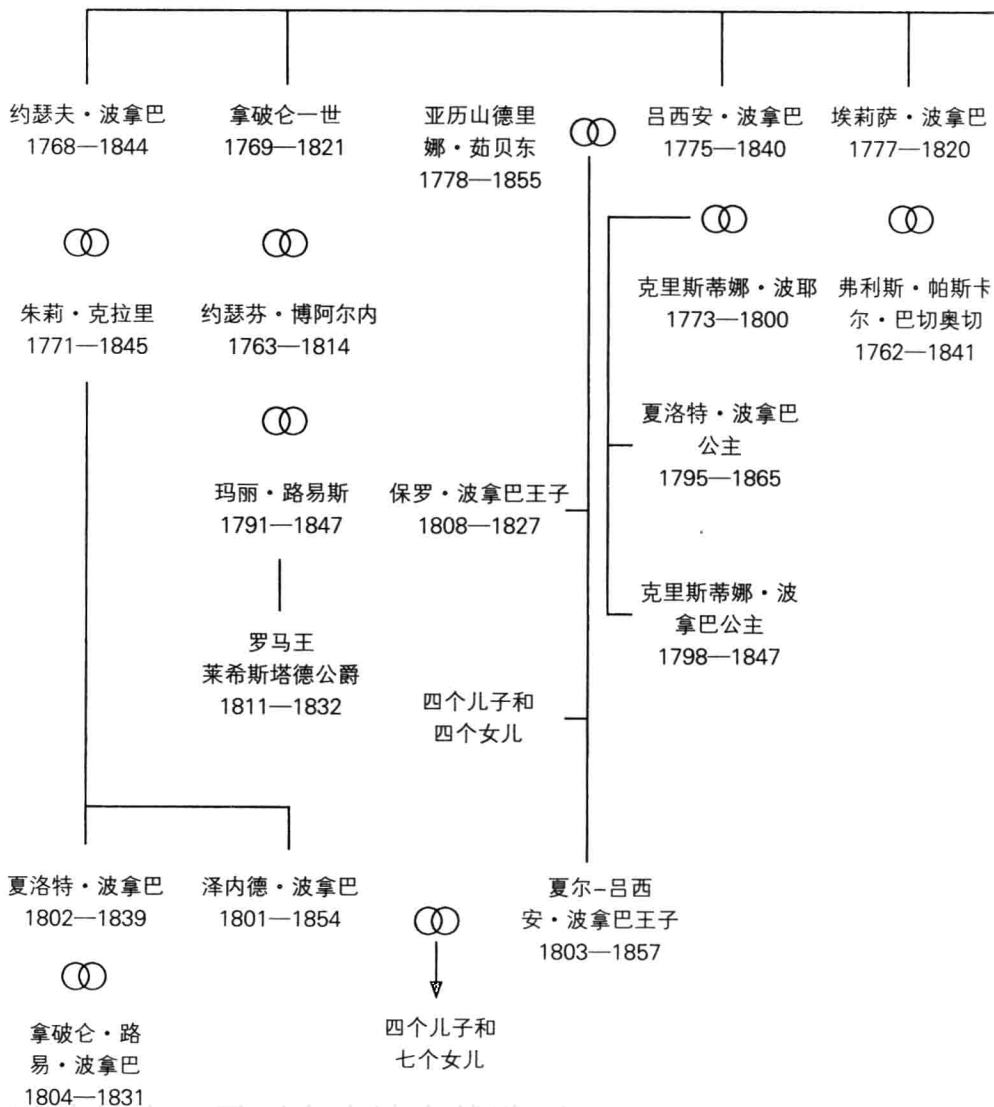 约瑟夫・波拿巴
1768—1844
拿破仑一世
1769—1821
亚历山德里
娜・茹贝东
1778—1855
吕西安・波拿巴
1775—1840
埃莉萨・波拿巴
1777—1820
朱莉・克拉里
1771—1845
约瑟芬・博阿尔内
1763—1814
克里斯蒂娜・波耶
1773—1800
弗利斯・帕斯卡
尔・巴切奥切
1762—1841
夏洛特・波拿巴
公主
1795—1865
玛丽・路易斯
1791—1847
保罗・波拿巴王子
1808—1827
克里斯蒂娜・波
拿巴公主
1798—1847
罗马王
莱希斯塔德公爵
1811—1832
四个儿子和
四个女儿
夏洛特・波拿巴
1802—1839
泽内德・波拿巴
1801—1854
夏尔–吕西
安・波拿巴王子
1803—1857
拿破仑・路
易・波拿巴
1804—1831
四个儿子和
七个女儿